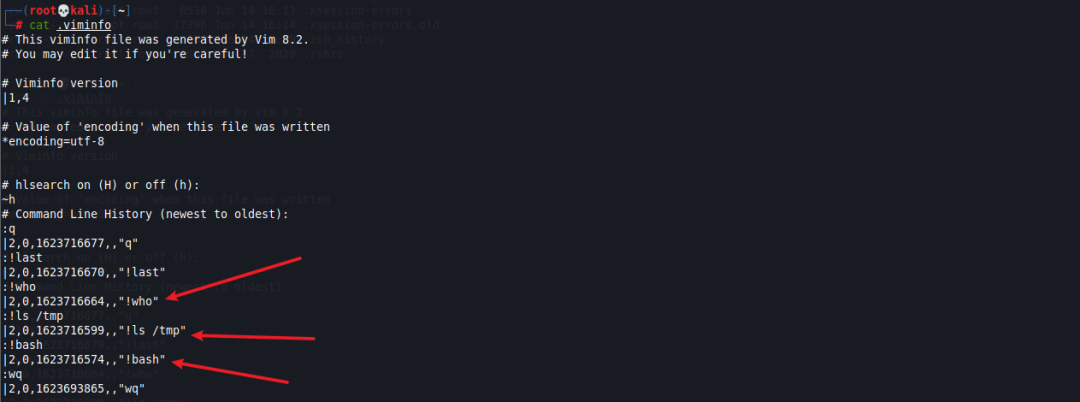 (root💀kali)-[~]
# cat .viminfo
# This viminfo file was generated by Vim 8.2.
# You may edit it if you're careful!
# Viminfo version
|1,4
# Value of 'encoding' when this file was written
*encoding=utf-8
# hlsearch on (H) or off (h):
~h
# Command Line History (newest to oldest):
:q
|2,0,1623716677,,"q"
:!last
|2,0,1623716670,,"!last"
:!who
|2,0,1623716664,,"!who"
:!ls /tmp
|2,0,1623716599,,"!ls /tmp"
:!bash
|2,0,1623716574,,"!bash"
:wq
|2,0,1623693865,,"wq"